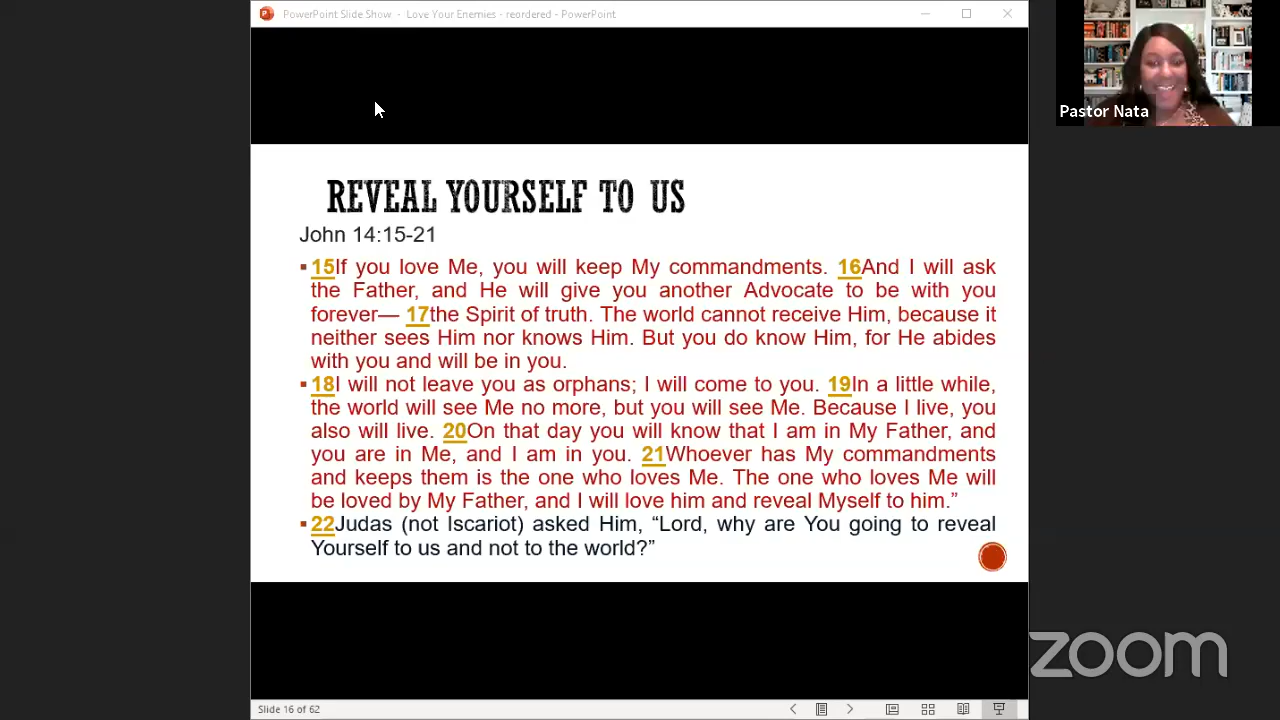 PowerPoint Slide Show - Love Your Enemies - reordered - PowerPoint
Pastor Nata
REVEAL YOURSELF TO US
John 14:15-21
15If you love Me, you will keep My commandments. 16And I will ask
the Father, and He will give you another Advocate to be with you
forever— 17the Spirit of truth. The world cannot receive Him, because it
neither sees Him nor knows Him. But you do know Him, for He abides
with you and will be in you.
18I will not leave you as orphans; I will come to you. 19In a little while,
the world will see Me no more, but you will see Me. Because I live, you
also will live. 20On that day you will know that I am in My Father, and
you are in Me, and I am in you. 21Whoever has My commandments
and keeps them is the one who loves Me. The one who loves Me will
be loved by My Father, and I will love him and reveal Myself to him.”
22Judas (not Iscariot) asked Him, “Lord, why are You going to reveal
Yourself to us and not to the world?”
zoom
Slide 16 of 62